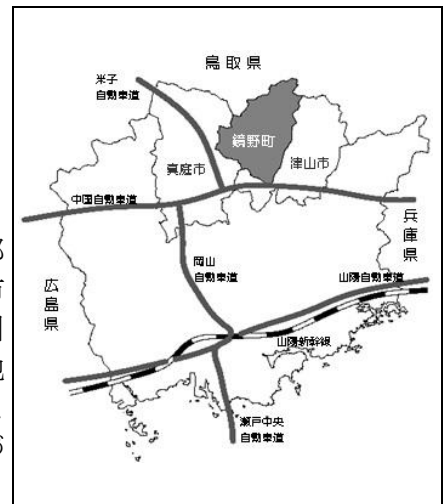 鳥取県
米子
自動車道
鏡野町
真庭市
津山市
中国自動車道
兵庫県
岡山
自動車道
山陽自動車道
広島県
山陽新幹線
瀬戸中央
自動車道